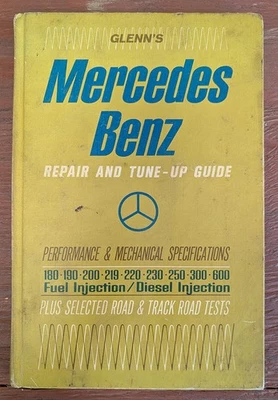 GLENN'S
Mercedes
Benz
REPAIR AND TUNE-UP GUIDE
PERFORMANCE & MECHANICAL SPECIFICATIONS
180·190·200·219·220·230·250·300·600
Fuel Injection/Diesel Injection
PLUS SELECTED ROAD & TRACK ROAD TESTS